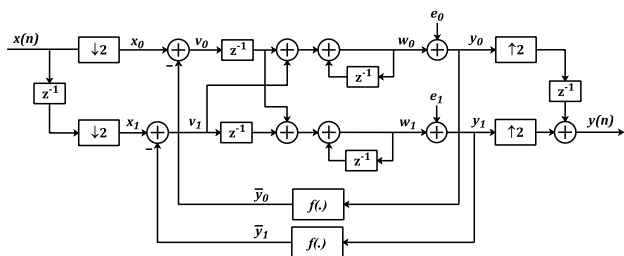 x(n)
↓2
x₀
v₀
z⁻¹
w₀
e₀
y₀
↑2
z⁻¹
z⁻¹
z⁻¹
↓2
x₁
v₁
z⁻¹
w₁
e₁
y₁
↑2
y(n)
z⁻¹
ȳ₀
f(.)
ȳ₁
f(.)